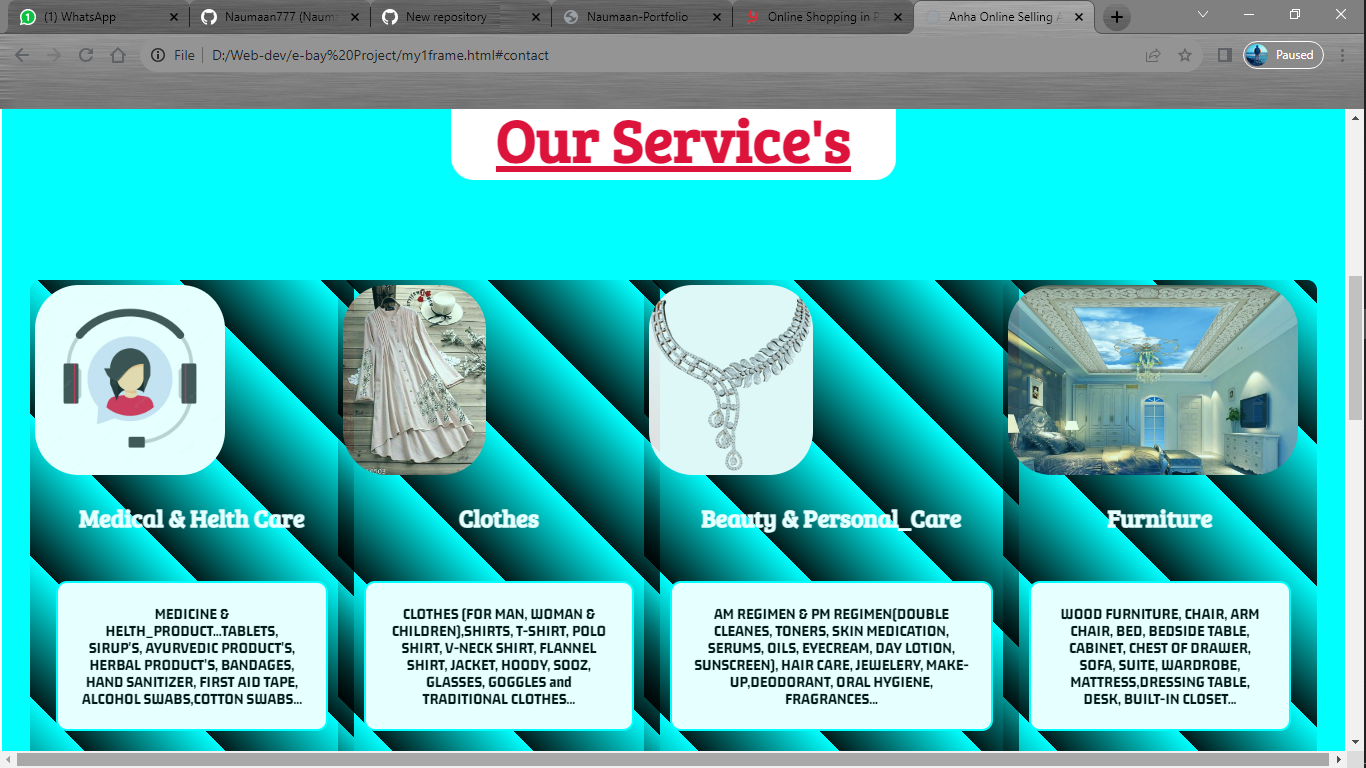 (1) WhatsApp
Naumaan777 (Naum
New repository
Naumaan-Portfolio
Online Shopping in P
Anha Online Selling A
File
D:/Web-dev/e-bay%20Project/my1frame.html#contact
Paused
Our Service's
Medical & Helth Care
MEDICINE &
HELTH_PRODUCT...TABLETS,
SIRUP'S, AYURVEDIC PRODUCT'S,
HERBAL PRODUCT'S, BANDAGES,
HAND SANITIZER, FIRST AID TAPE,
ALCOHOL SWABS,COTTON SWABS...
Clothes
CLOTHES (FOR MAN, WOMAN &
CHILDREN),SHIRTS, T-SHIRT, POLO
SHIRT, V-NECK SHIRT, FLANNEL
SHIRT, JACKET, HOODY, SOOZ,
GLASSES, GOGGLES and
TRADITIONAL CLOTHES...
Beauty & Personal_Care
AM REGIMEN & PM REGIMEN(DOUBLE
CLEANES, TONERS, SKIN MEDICATION,
SERUMS, OILS, EYECREAM, DAY LOTION,
SUNSCREEN), HAIR CARE, JEWELERY, MAKE-
UP,DEODORANT, ORAL HYGIENE,
FRAGRANCES...
Furniture
WOOD FURNITURE, CHAIR, ARM
CHAIR, BED, BEDSIDE TABLE,
CABINET, CHEST OF DRAWER,
SOFA, SUITE, WARDROBE,
MATTRESS,DRESSING TABLE,
DESK, BUILT-IN CLOSET...